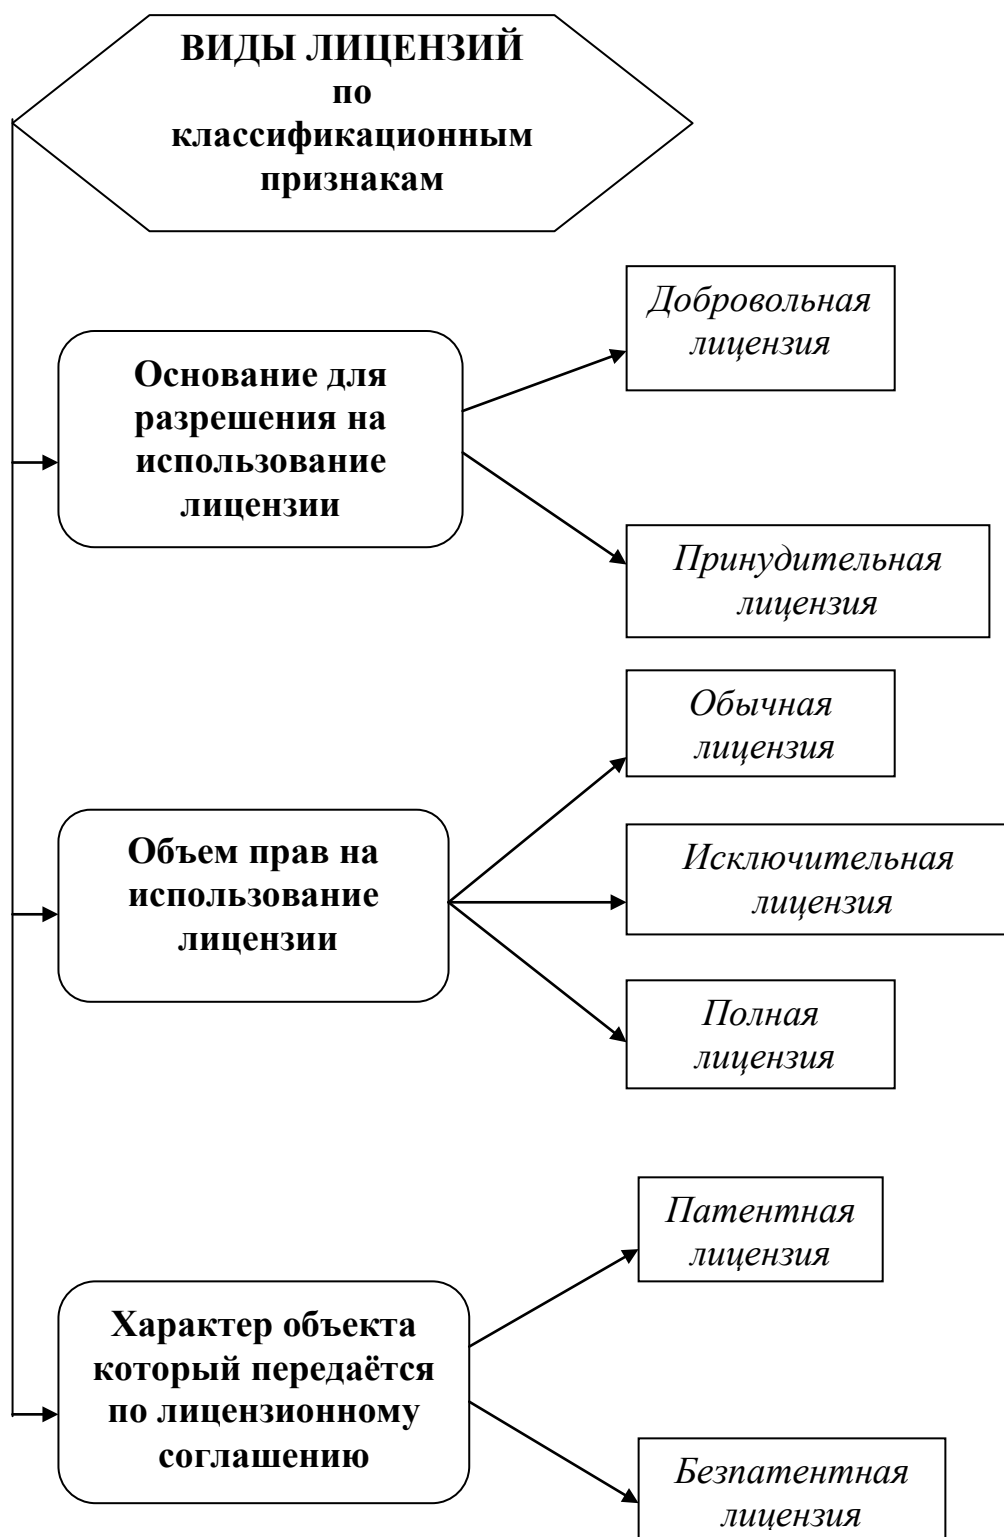 ВИДЫ ЛИЦЕНЗИЙ
по
классификационным
признакам
Основание для
разрешения на
использование
лицензии
Добровольная
лицензия
Принудительная
лицензия
Объем прав на
использование
лицензии
Обычная
лицензия
Исключительная
лицензия
Полная
лицензия
Характер объекта
который передаётся
по лицензионному
соглашению
Патентная
лицензия
Безпатентная
лицензия